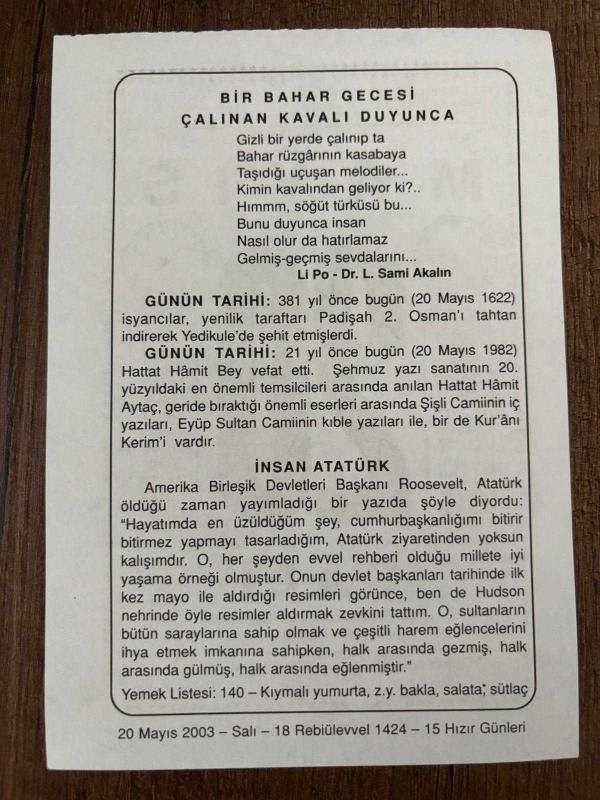 BİR BAHAR GECESİ
ÇALINAN KAVALI DUYUNCA
Gizli bir yerde çalınıp ta
Bahar rüzgârının kasabaya
Taşıdığı uçuşan melodiler...
Kimin kavalından geliyor ki?..
Hımmm, söğüt türküsü bu...
Bunu duyunca insan
Nasıl olur da hatırlamaz
Gelmiş-geçmiş sevdalarını...
Li Po - Dr. L. Sami Akalın
GÜNÜN TARİHİ: 381 yıl önce bugün (20 Mayıs 1622)
isyancılar, yenilik taraftarı Padişah 2. Osman'ı tahtan
indirerek Yedikule'de şehit etmişlerdi.
GÜNÜN TARİHİ: 21 yıl önce bugün (20 Mayıs 1982)
Hattat Hâmit Bey vefat etti. Şehmuz yazı sanatının 20.
yüzyıldaki en önemli temsilcileri arasında anılan Hattat Hâmit
Aytaç, geride bıraktığı önemli eserleri arasında Şişli Camiinin iç
yazıları, Eyüp Sultan Camiinin kıble yazıları ile, bir de Kur'ânı
Kerim'i vardır.
İNSAN ATATÜRK
Amerika Birleşik Devletleri Başkanı Roosevelt, Atatürk
öldüğü zaman yayımladığı bir yazıda şöyle diyordu:
"Hayatımda en üzüldüğüm şey, cumhurbaşkanlığımı bitirir
bitirmez yapmayı tasarladığım, Atatürk ziyaretinden yoksun
kalışımdır. O, her şeyden evvel rehberi olduğu millete iyi
yaşama örneği olmuştur. Onun devlet başkanları tarihinde ilk
kez mayo ile aldırdığı resimleri görünce, ben de Hudson
nehrinde öyle resimler aldırmak zevkini tattım. O, sultanların
bütün saraylarına sahip olmak ve çeşitli harem eğlencelerini
ihya etmek imkanına sahipken, halk arasında gezmiş, halk
arasında gülmüş, halk arasında eğlenmiştir."
Yemek Listesi: 140 – Kıymalı yumurta, z.y. bakla, salata, sütlaç
20 Mayıs 2003 – Salı – 18 Rebiülevvel 1424 – 15 Hızır Günleri